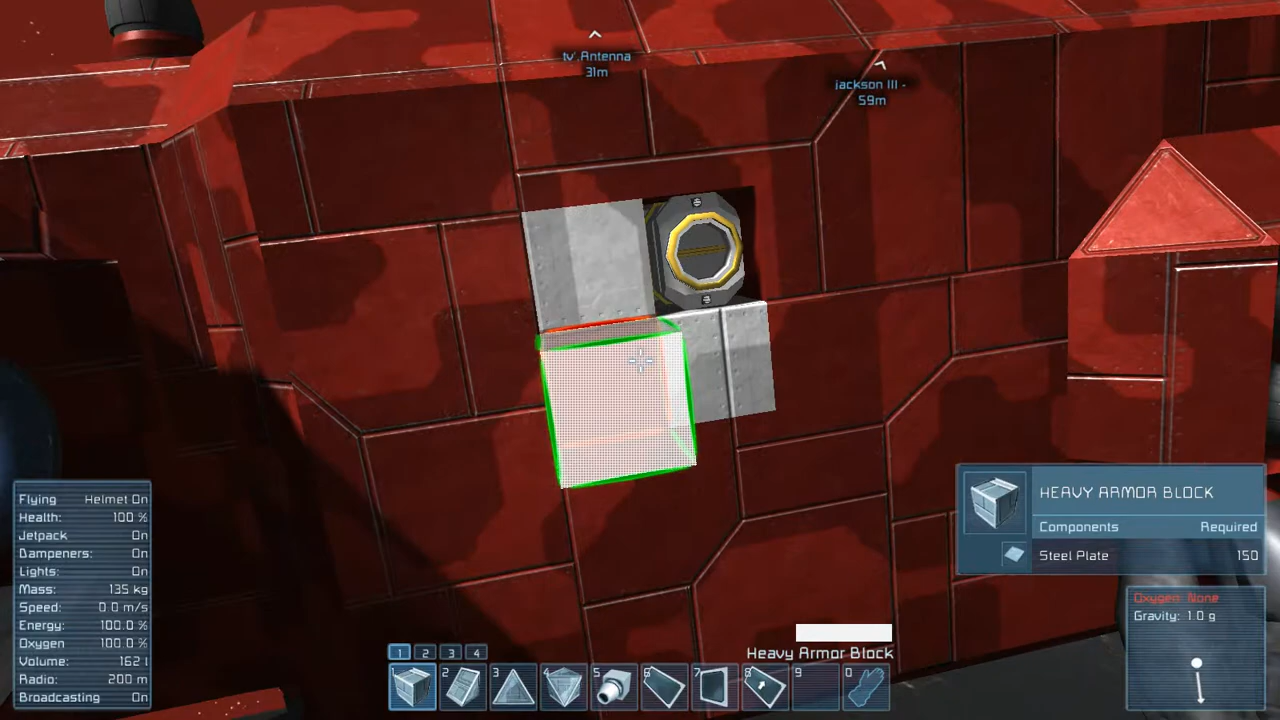 tv'.Antenna
31m
jackson III -
59m
HEAVY ARMOR BLOCK
Components Required
Steel Plate 150
Flying Helmet On
Health: 100 %
Jetpack On
Dampeners: On
Lights: On
Mass: 135 kg
Speed: 0.0 m/s
Energy: 100.0 %
Oxygen 100.0 %
Volume: 162 l
Radio: 200 m
Broadcasting On
Oxygen: None
Gravity: 1.0 g
Heavy Armor Block
1 2 3 4
1 2 3 4 5 6 7 8 9 0